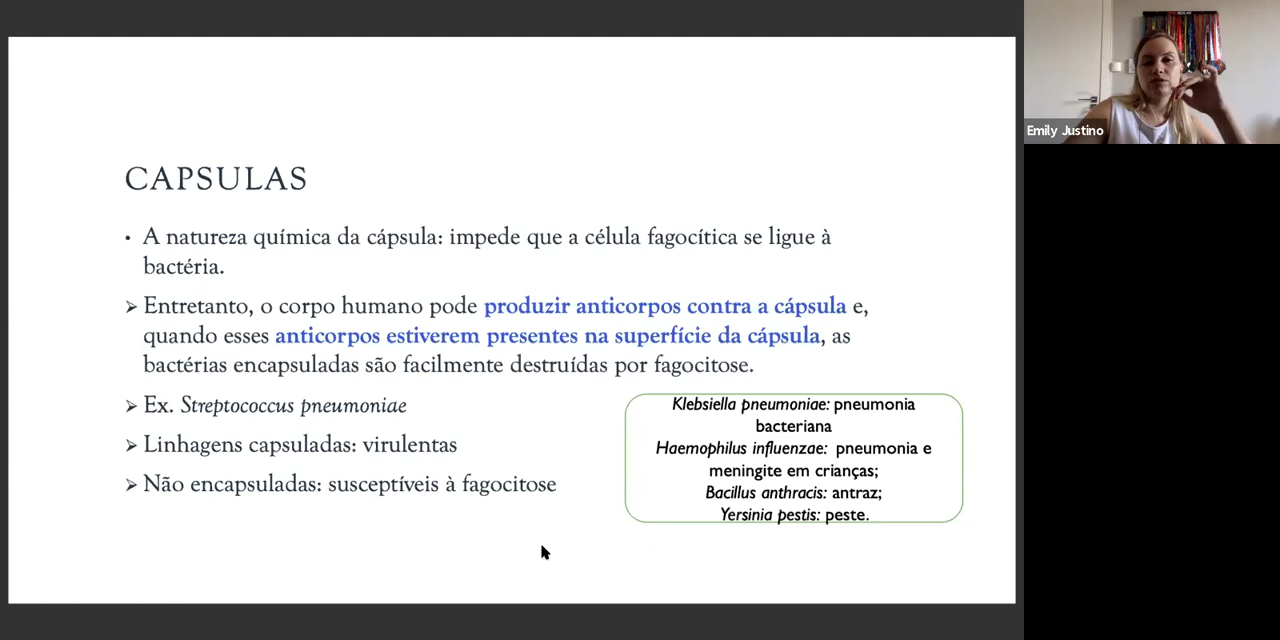 CAPSULAS
• A natureza química da cápsula: impede que a célula fagocítica se ligue à
bactéria.
➢ Entretanto, o corpo humano pode produzir anticorpos contra a cápsula e,
quando esses anticorpos estiverem presentes na superfície da cápsula, as
bactérias encapsuladas são facilmente destruídas por fagocitose.
➢ Ex. Streptococcus pneumoniae
➢ Linhagens capsuladas: virulentas
➢ Não encapsuladas: susceptíveis à fagocitose
Klebsiella pneumoniae: pneumonia
bacteriana
Haemophilus influenzae: pneumonia e
meningite em crianças;
Bacillus anthracis: antraz;
Yersinia pestis: peste.
Emily Justino